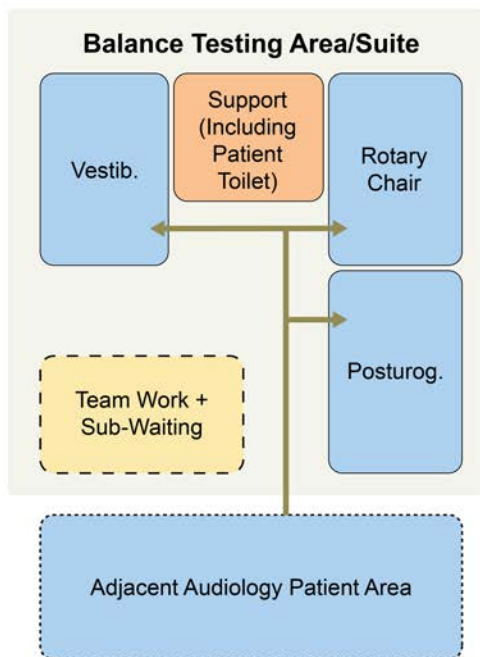 Balance Testing Area/Suite
Vestib.
Support
(Including
Patient
Toilet)
Rotary
Chair
Posturog.
Team Work +
Sub-Waiting
Adjacent Audiology Patient Area